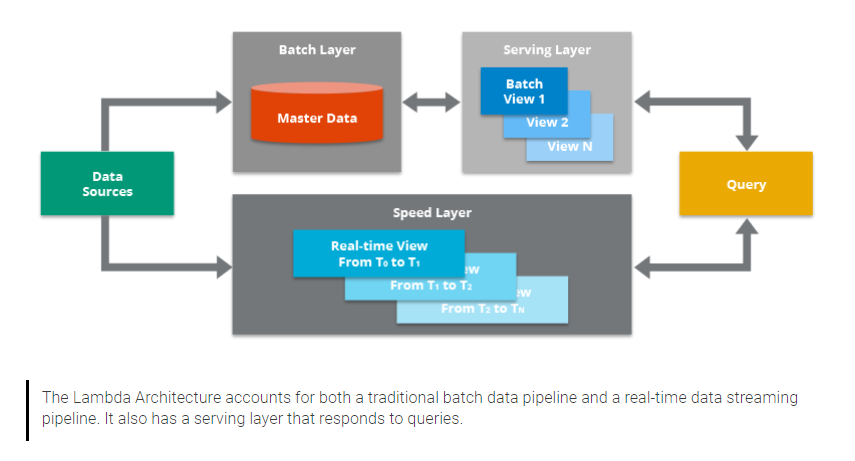 Batch Layer
Master Data
Serving Layer
Batch
View 1
View 2
View N
Data
Sources
Query
Speed Layer
Real-time View
From T₀ to T₁
From T₁ to T₂
From T₂ to Tɴ
The Lambda Architecture accounts for both a traditional batch data pipeline and a real-time data streaming
pipeline. It also has a serving layer that responds to queries.